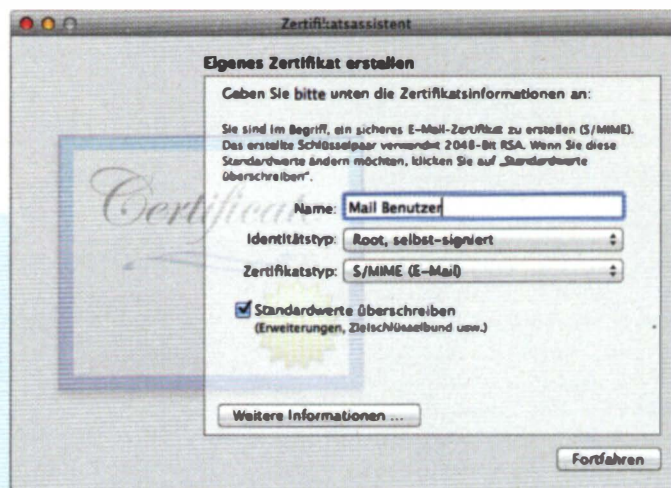 Zertifikatsassistent
Eigenes Zertifikat erstellen
Geben Sie bitte unten die Zertifikatsinformationen an:
Sie sind im Begriff, ein sicheres E-Mail-Zertifikat zu erstellen (S/MIME).
Das erstellte Schlüsselpaar verwendet 2048-Bit RSA. Wenn Sie diese
Standardwerte ändern möchten, klicken Sie auf „Standardwerte
überschreiben“.
Certificate
Name: Mail Benutzer
Identitätstyp: Root, selbst-signiert
Zertifikatstyp: S/MIME (E-Mail)
Standardwerte überschreiben
(Erweiterungen, Zielschlüsselbund usw.)
Weitere Informationen ...
Fortfahren